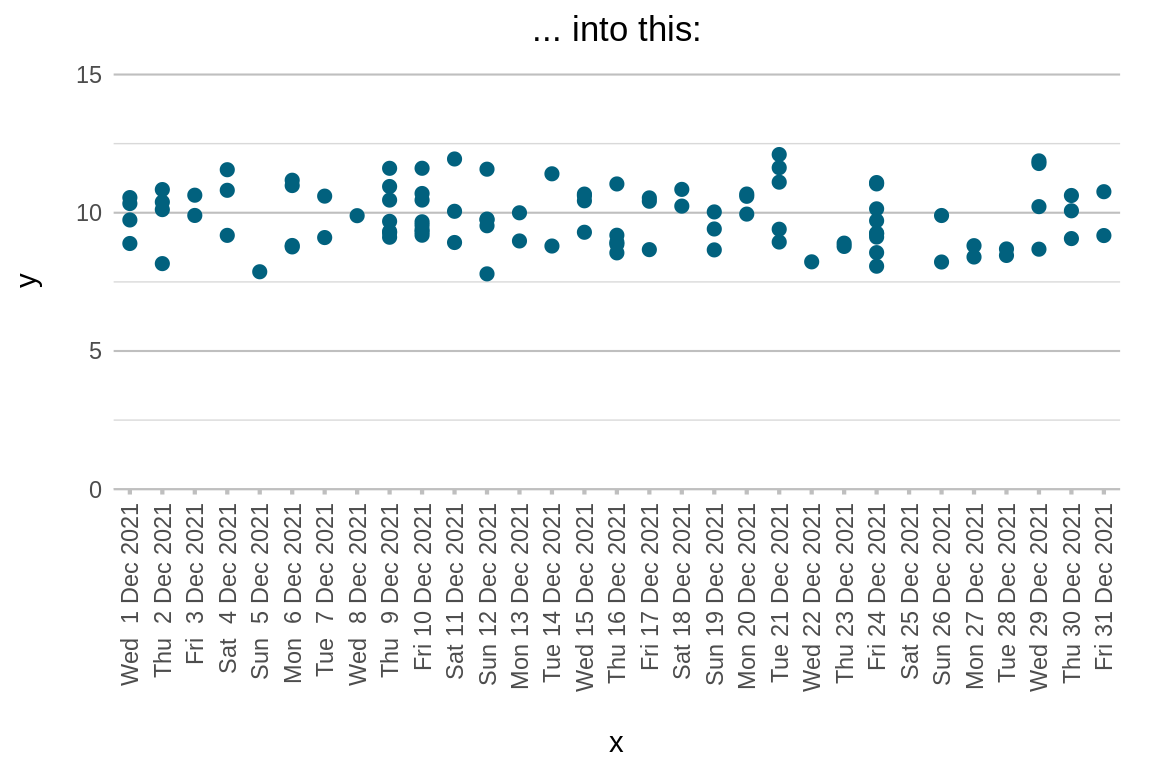 ... into this:
15
10
5
0
y
Wed  1 Dec 2021
Thu  2 Dec 2021
Fri  3 Dec 2021
Sat  4 Dec 2021
Sun  5 Dec 2021
Mon  6 Dec 2021
Tue  7 Dec 2021
Wed  8 Dec 2021
Thu  9 Dec 2021
Fri 10 Dec 2021
Sat 11 Dec 2021
Sun 12 Dec 2021
Mon 13 Dec 2021
Tue 14 Dec 2021
Wed 15 Dec 2021
Thu 16 Dec 2021
Fri 17 Dec 2021
Sat 18 Dec 2021
Sun 19 Dec 2021
Mon 20 Dec 2021
Tue 21 Dec 2021
Wed 22 Dec 2021
Thu 23 Dec 2021
Fri 24 Dec 2021
Sat 25 Dec 2021
Sun 26 Dec 2021
Mon 27 Dec 2021
Tue 28 Dec 2021
Wed 29 Dec 2021
Thu 30 Dec 2021
Fri 31 Dec 2021
x